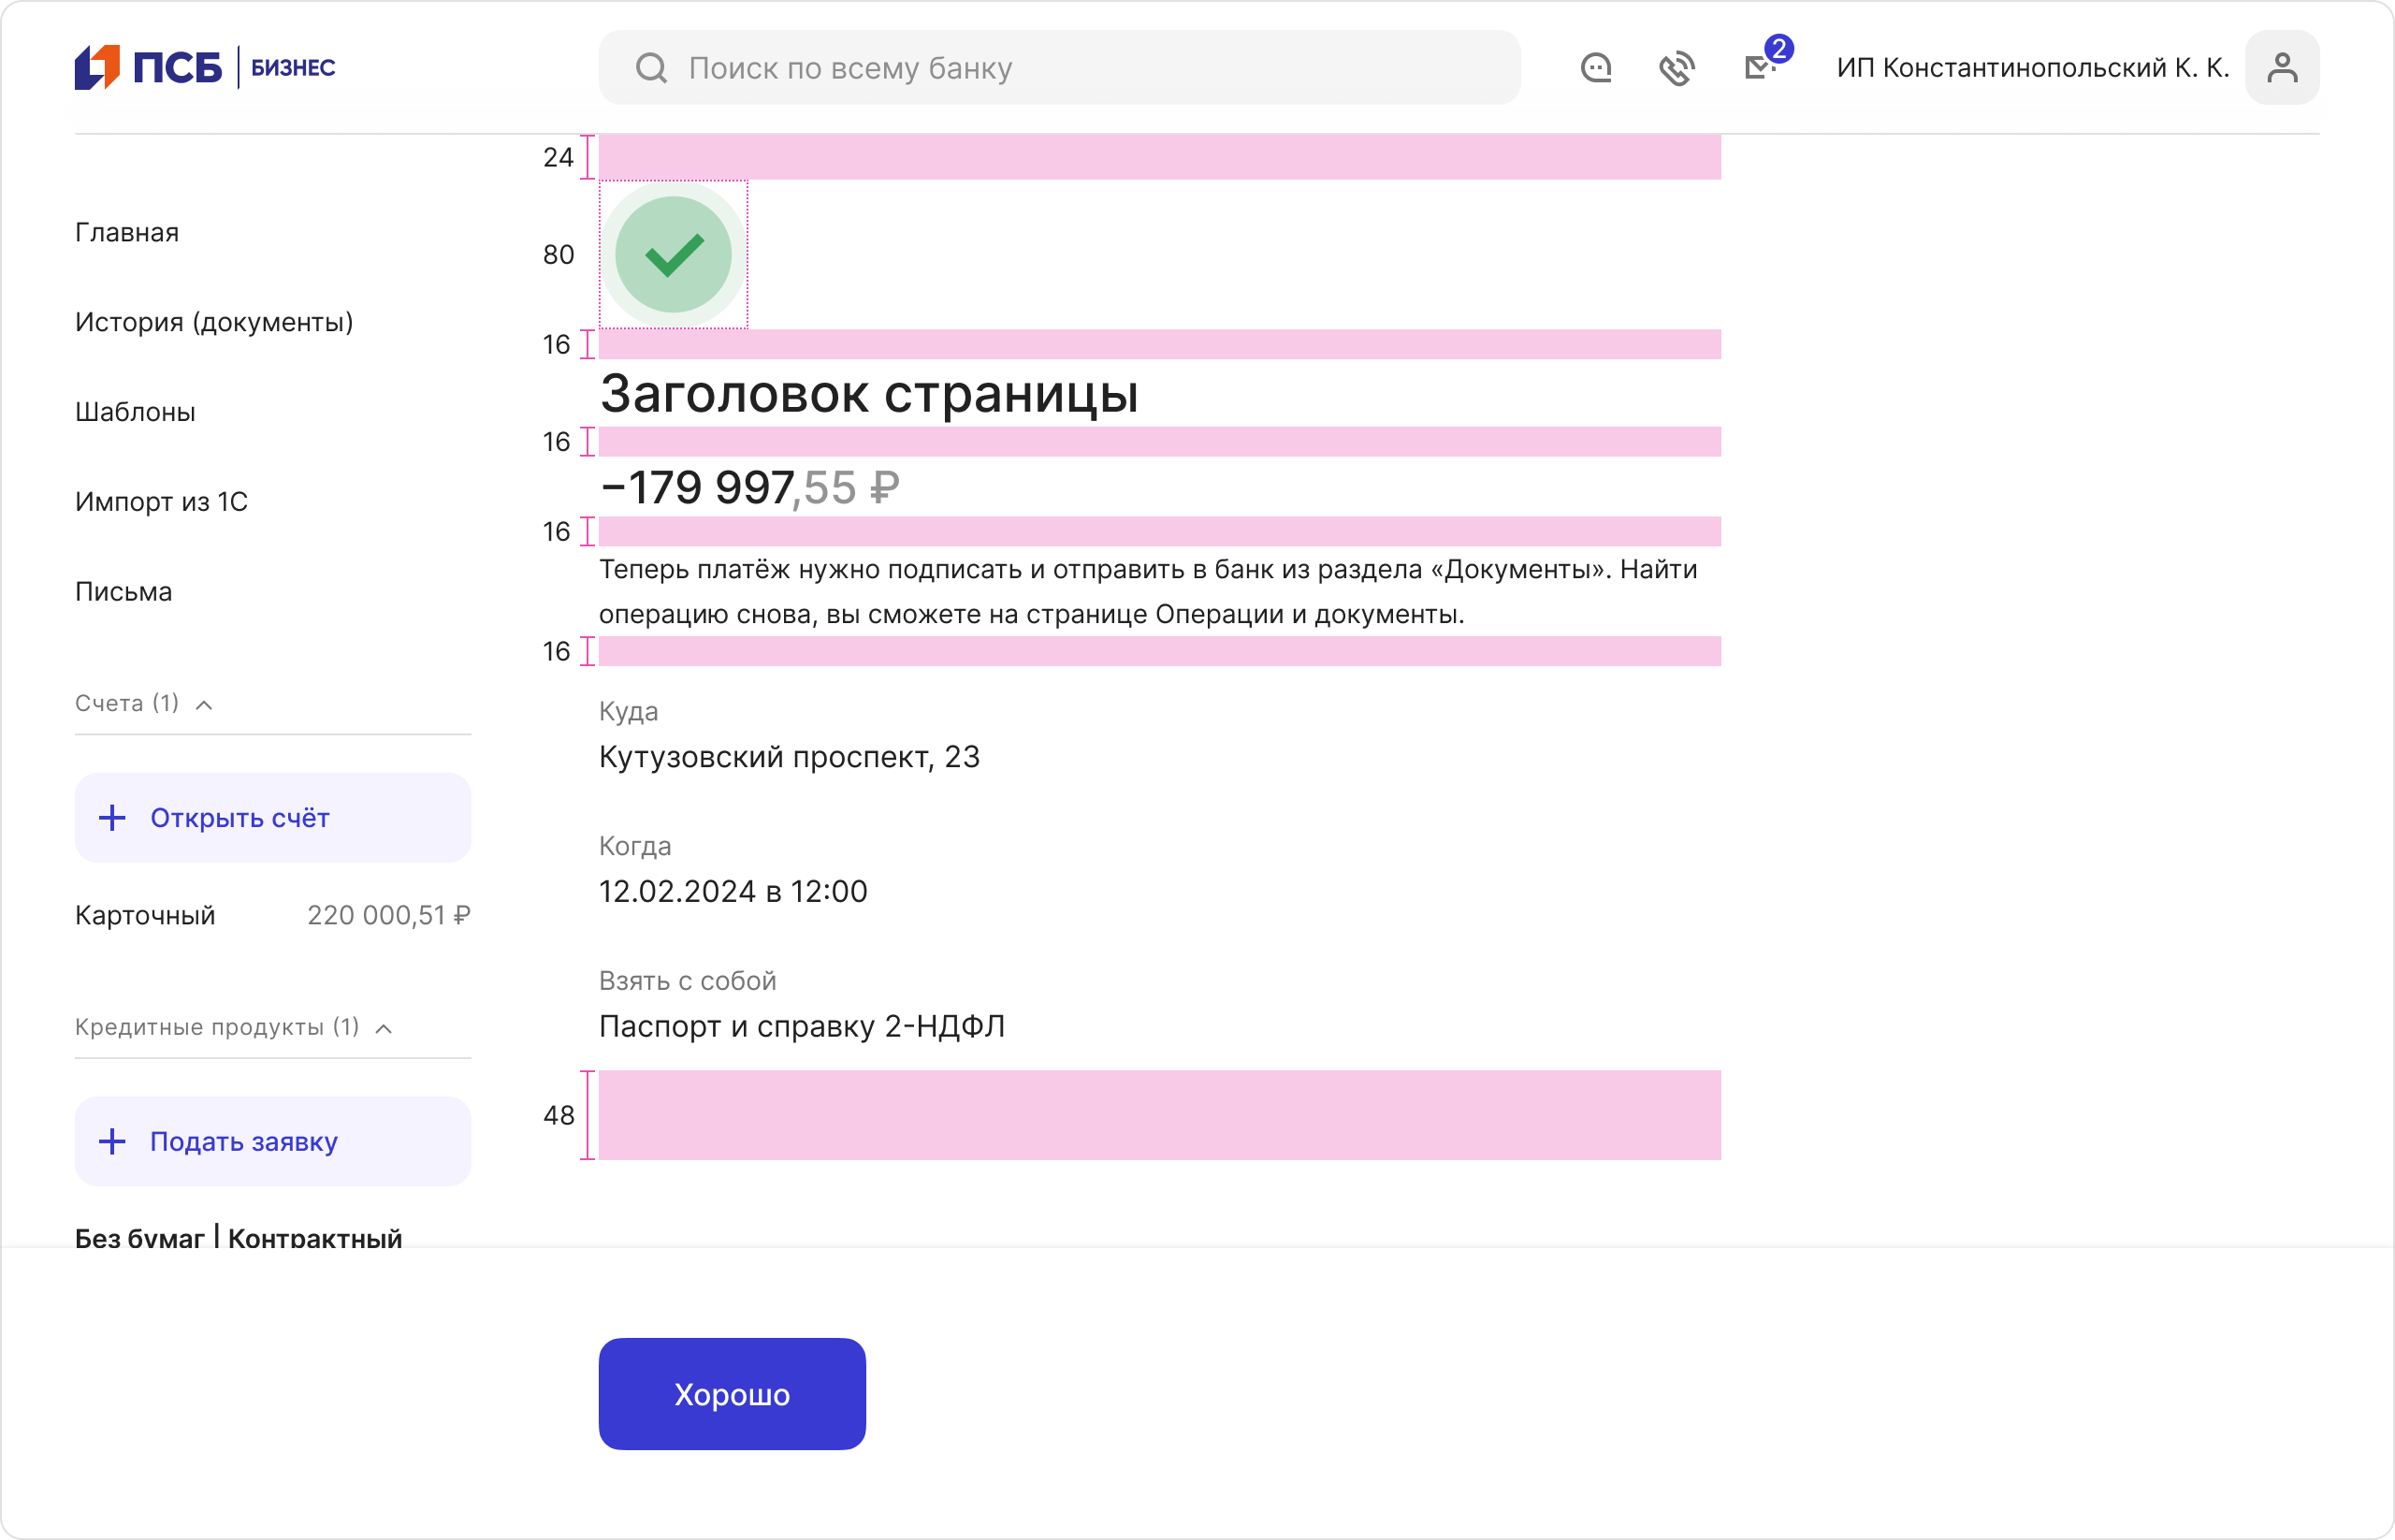 ПСБ БИЗНЕС
Поиск по всему банку
2
ИП Константинопольский К. К.
Главная
История (документы)
Шаблоны
Импорт из 1С
Письма
Счета (1)
Открыть счёт
Карточный 220 000,51 ₽
Кредитные продукты (1)
Подать заявку
Без бумаг | Контрактный
24
80
16
Заголовок страницы
16
−179 997,55 ₽
16
Теперь платёж нужно подписать и отправить в банк из раздела «Документы». Найти
операцию снова, вы сможете на странице Операции и документы.
16
Куда
Кутузовский проспект, 23
Когда
12.02.2024 в 12:00
Взять с собой
Паспорт и справку 2-НДФЛ
48
Хорошо